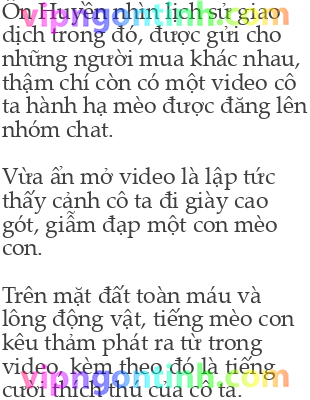 Ôn Huyền nhìn lịch sử giao
dịch trong đó, được gửi cho
những người mua khác nhau,
thậm chí còn có một video cô
ta hành hạ mèo được đăng lên
nhóm chat.
Vừa ấn mở video là lập tức
thấy cảnh cô ta đi giày cao
gót, giẫm đạp một con mèo
con.
Trên mặt đất toàn máu và
lông động vật, tiếng mèo con
kêu thảm phát ra từ trong
video, kèm theo đó là tiếng
cười thích thú của cô ta.
vipngontinh.com
vipngontinh.com